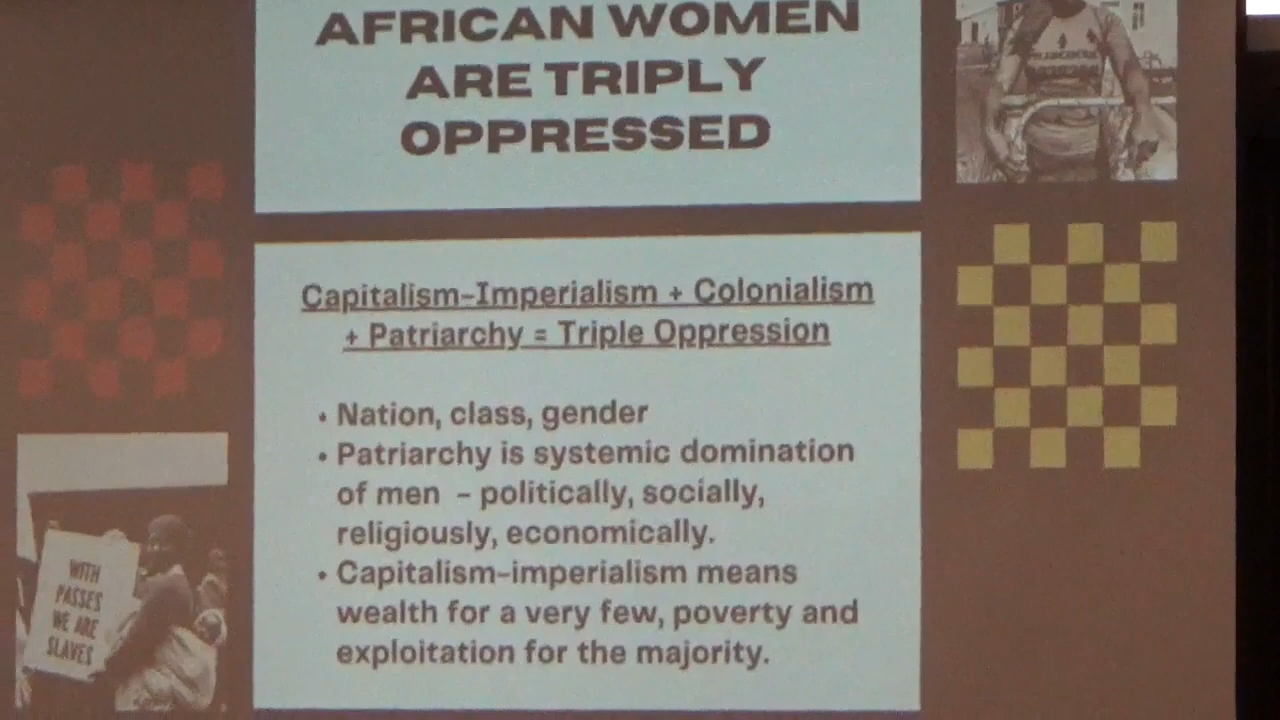 AFRICAN WOMEN
ARE TRIPLY
OPPRESSED
Capitalism-Imperialism + Colonialism
+ Patriarchy = Triple Oppression
• Nation, class, gender
• Patriarchy is systemic domination
of men - politically, socially,
religiously, economically.
• Capitalism-imperialism means
wealth for a very few, poverty and
exploitation for the majority.
WITH
PASSES
WE ARE
SLAVES